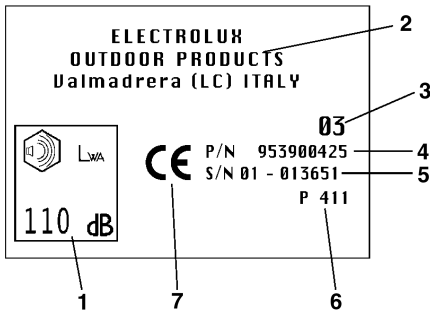 ELECTROLUX
OUTDOOR PRODUCTS
Valmadrera (LC) ITALY
2
03
3
P/N 953900425
4
S/N 01 - 013651
5
P 411
LWA
110 dB
CE
1
7
6